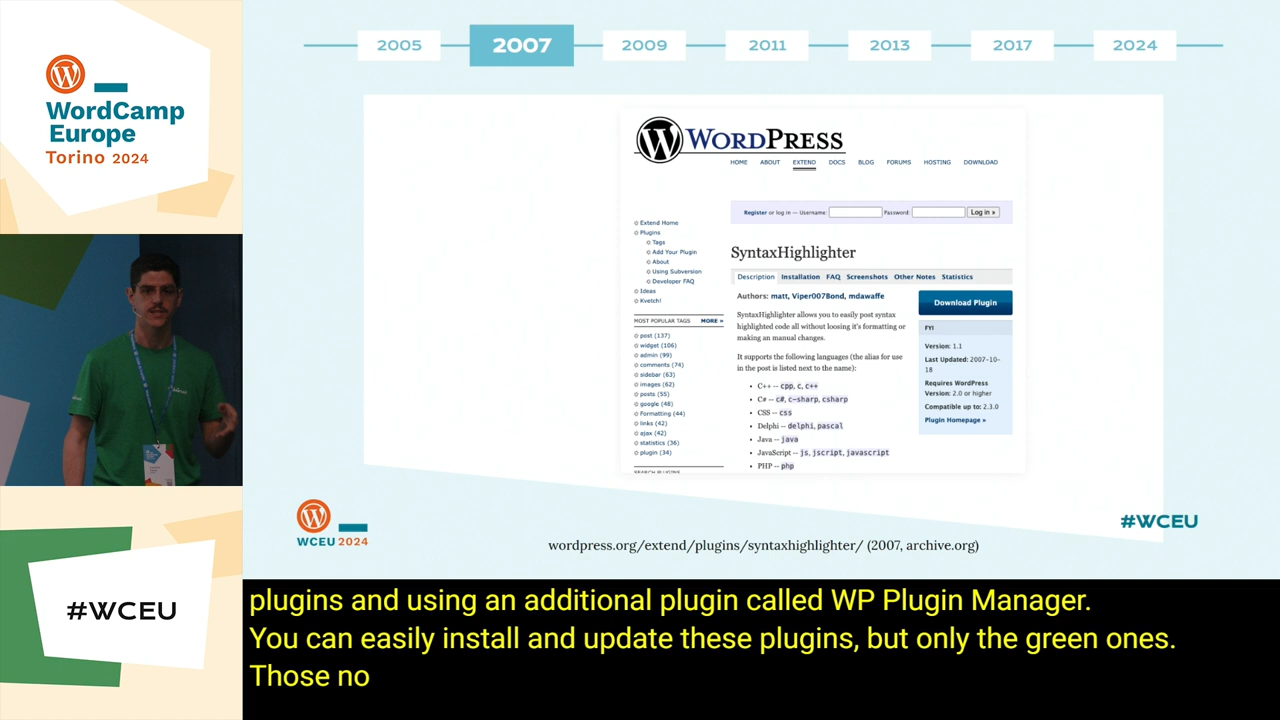 WordCamp
Europe
Torino 2024
#WCEU
2005
2007
2009
2011
2013
2017
2024
WORDPRESS
HOME ABOUT EXTEND DOCS BLOG FORUMS HOSTING DOWNLOAD
Register or log in — Username: Password: Log in »
Extend Home
Plugins
Tags
Add Your Plugin
About
Using Subversion
Developer FAQ
Ideas
Kvetch!
MOST POPULAR TAGS MORE »
post (137)
widget (106)
admin (99)
comments (74)
sidebar (63)
images (62)
posts (55)
google (48)
Formatting (44)
links (42)
ajax (42)
statistics (36)
plugin (34)
SEARCH PLUGINS
SyntaxHighlighter
Description Installation FAQ Screenshots Other Notes Statistics
Authors: matt, Viper007Bond, mdawaffe
SyntaxHighlighter allows you to easily post syntax
highlighted code all without loosing it's formatting or
making an manual changes.
It supports the following languages (the alias for use
in the post is listed next to the name):
• C++ -- cpp, c, c++
• C# -- c#, c-sharp, csharp
• CSS -- css
• Delphi -- delphi, pascal
• Java -- java
• JavaScript -- js, jscript, javascript
• PHP -- php
Download Plugin
FYI
Version: 1.1
Last Updated: 2007-10-
18
Requires WordPress
Version: 2.0 or higher
Compatible up to: 2.3.0
Plugin Homepage »
WCEU 2024
#WCEU
wordpress.org/extend/plugins/syntaxhighlighter/ (2007, archive.org)
plugins and using an additional plugin called WP Plugin Manager.
You can easily install and update these plugins, but only the green ones.
Those no